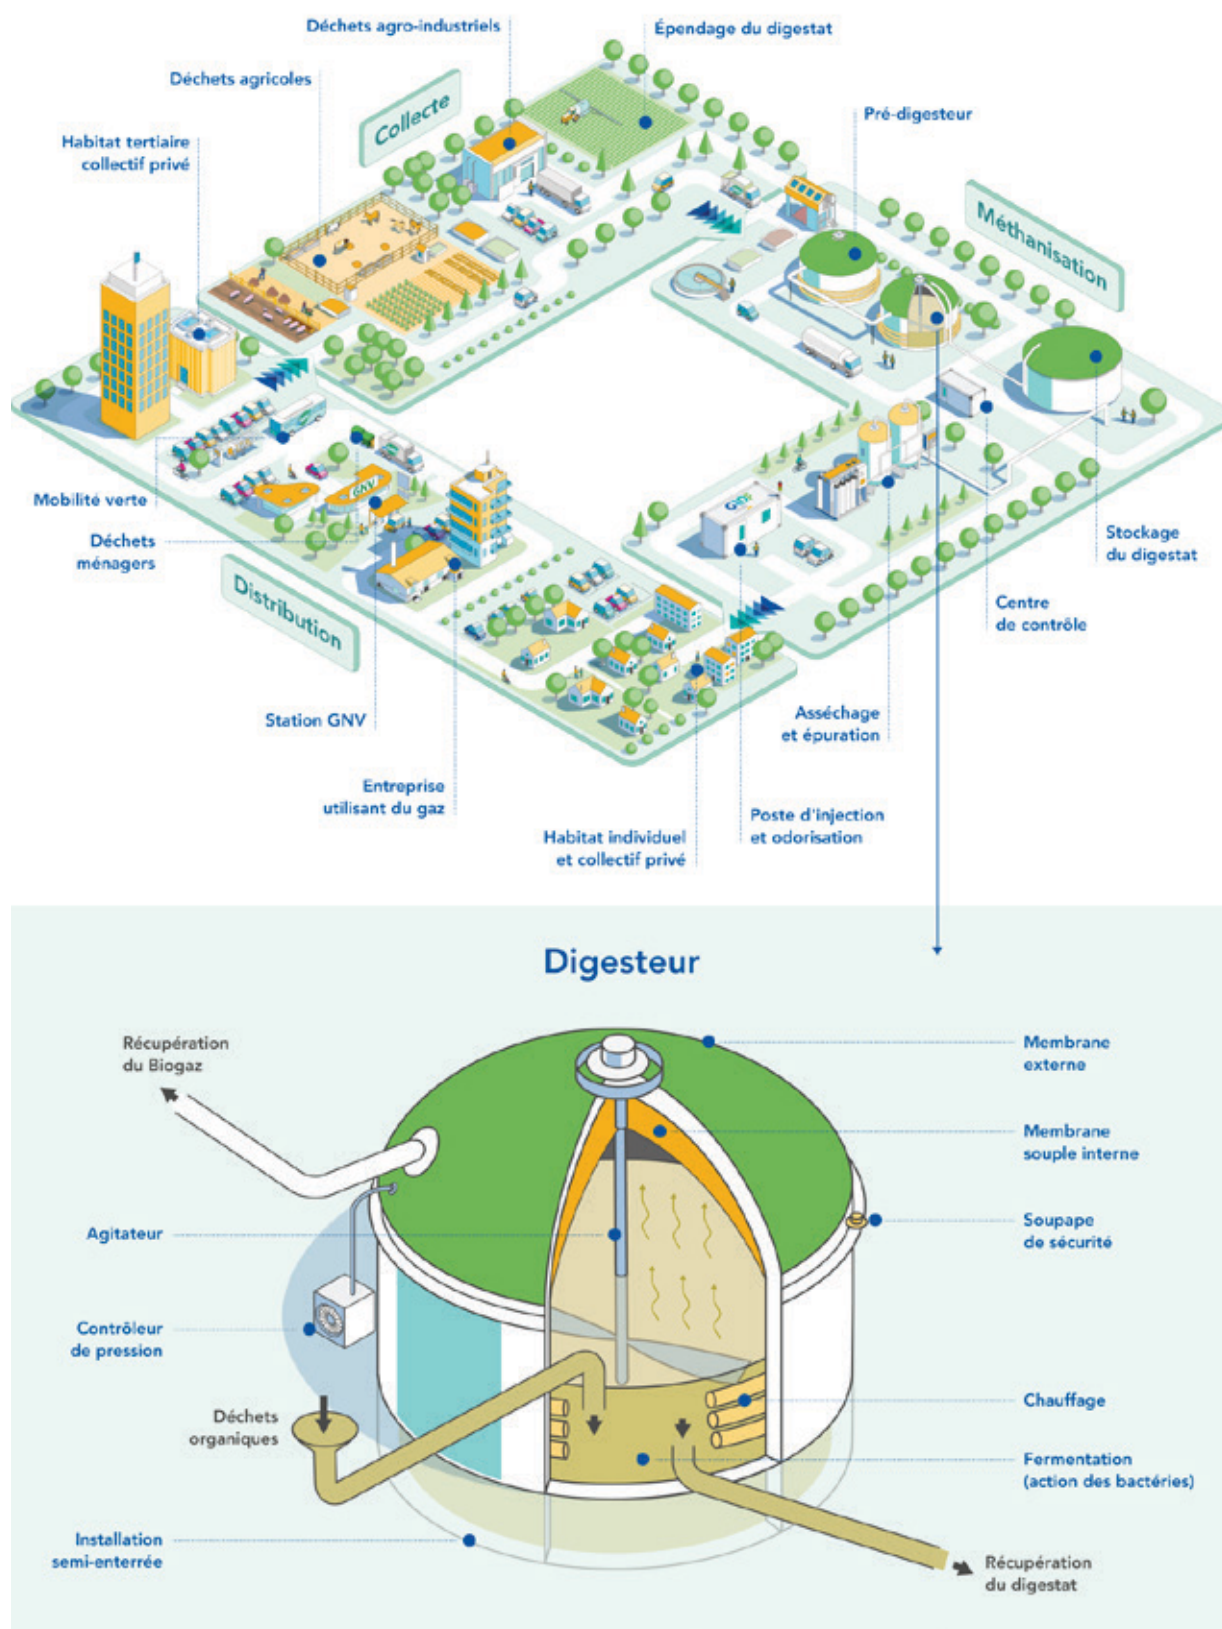 Déchets agro-industriels
Épendage du digestat
Déchets agricoles
Collecte
Pré-digesteur
Habitat tertiaire
collectif privé
Méthanisation
GNV
Mobilité verte
Déchets
ménagers
Distribution
Stockage
du digestat
Centre
de contrôle
Station GNV
Asséchage
et épuration
Entreprise
utilisant du gaz
Poste d'injection
et odorisation
Habitat individuel
et collectif privé
Digesteur
Récupération
du Biogaz
Membrane
externe
Membrane
souple interne
Agitateur
Soupape
de sécurité
Contrôleur
de pression
Chauffage
Déchets
organiques
Fermentation
(action des bactéries)
Installation
semi-enterrée
Récupération
du digestat